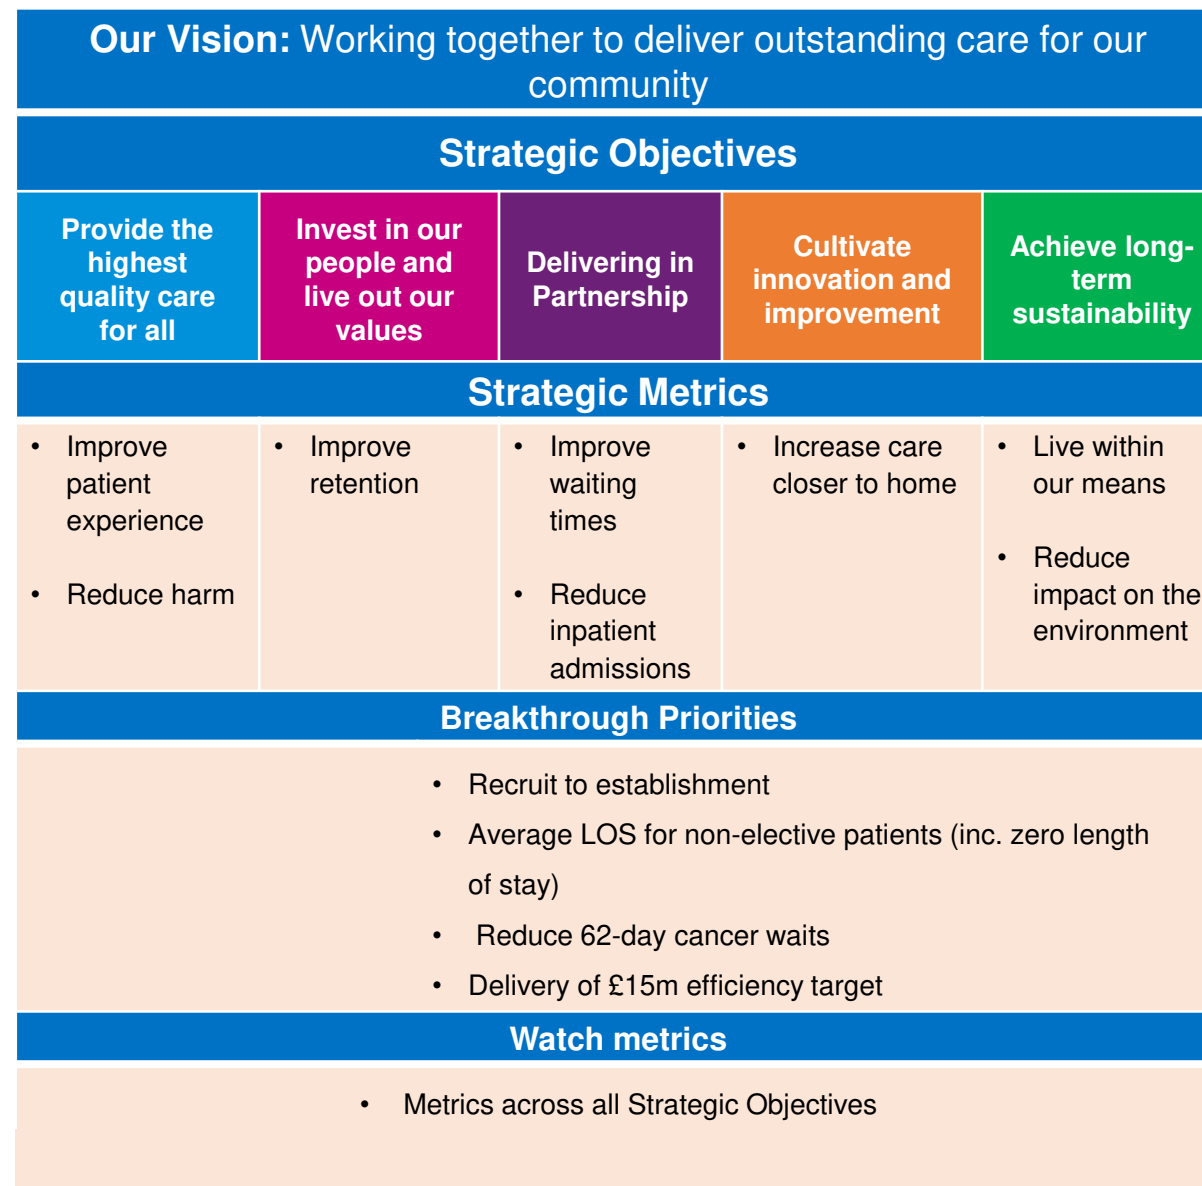 Our Vision: Working together to deliver outstanding care for our
community
Strategic Objectives
Provide the
highest
quality care
for all
Invest in our
people and
live out our
values
Delivering in
Partnership
Cultivate
innovation and
improvement
Achieve long-
term
sustainability
Strategic Metrics
• Improve
patient
experience
• Reduce harm
• Improve
retention
• Improve
waiting
times
• Reduce
inpatient
admissions
• Increase care
closer to home
• Live within
our means
• Reduce
impact on the
environment
Breakthrough Priorities
• Recruit to establishment
• Average LOS for non-elective patients (inc. zero length
of stay)
• Reduce 62-day cancer waits
• Delivery of £15m efficiency target
Watch metrics
• Metrics across all Strategic Objectives